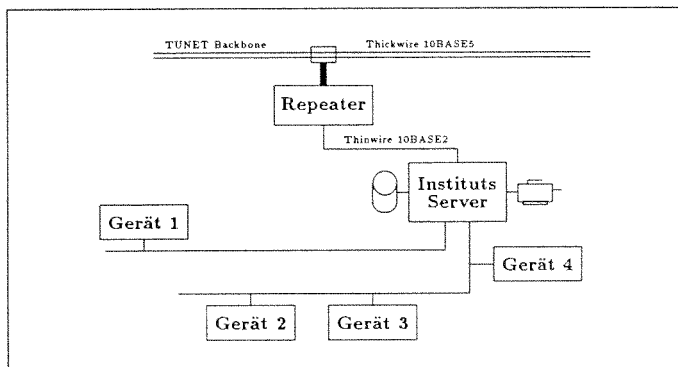 TUNET Backbone
Thickwire 10BASE5
Repeater
Thinwire 10BASE2
Instituts
Server
Gerät 1
Gerät 4
Gerät 2
Gerät 3